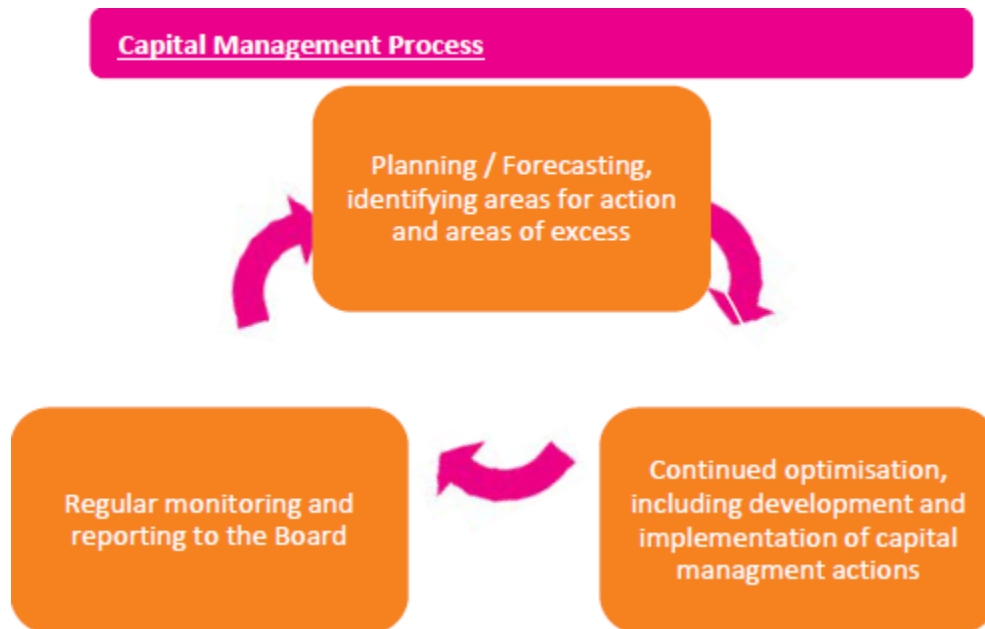 Capital Management Process
Planning / Forecasting,
identifying areas for action
and areas of excess
Regular monitoring and
reporting to the Board
Continued optimisation,
including development and
implementation of capital
managment actions